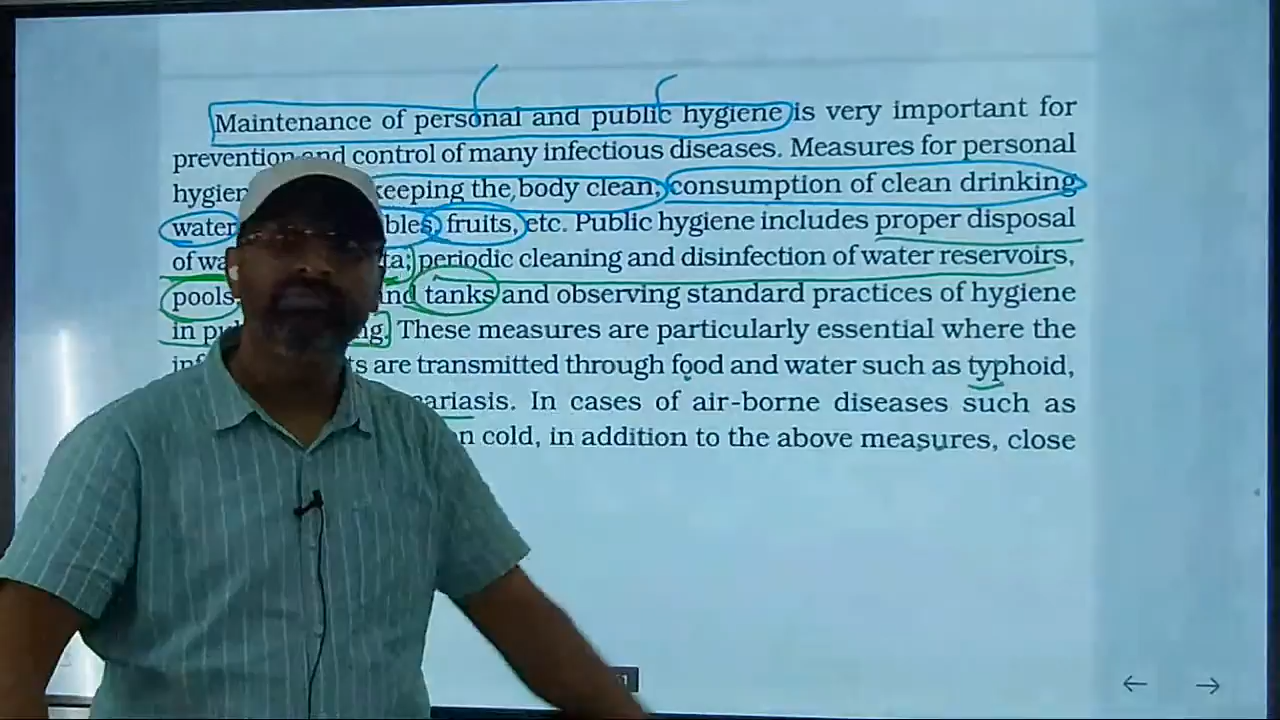 Maintenance of personal and public hygiene is very important for
prevention and control of many infectious diseases. Measures for personal
keeping the body clean; consumption of clean drinking
water fruits, etc. Public hygiene includes proper disposal
of periodic cleaning and disinfection of water reservoirs,
pools and tanks and observing standard practices of hygiene
in These measures are particularly essential where the
are transmitted through food and water such as typhoid,
In cases of air-borne diseases such as
cold, in addition to the above measures, close